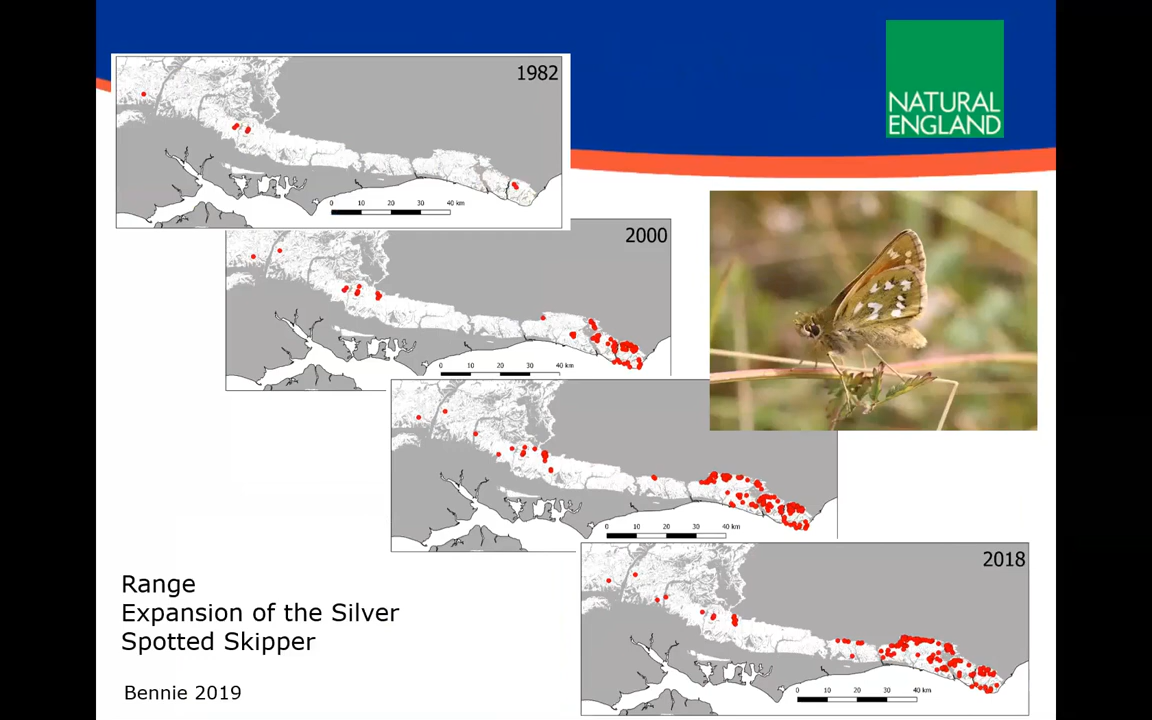 1982
NATURAL
ENGLAND
0 10 20 30 40 km
2000
0 10 20 30 40 km
0 10 20 30 40 km
2018
0 10 20 30 40 km
Range
Expansion of the Silver
Spotted Skipper
Bennie 2019